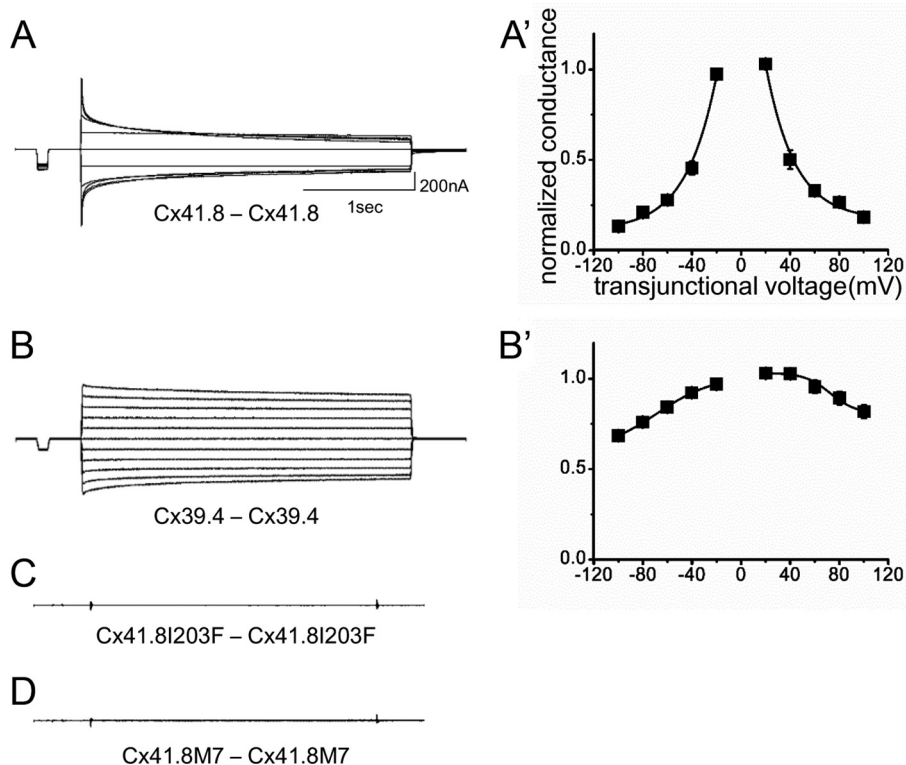 A
200nA
1sec
Cx41.8 – Cx41.8
A’
normalized conductance
1.0
0.5
0.0
-120 -80 -40 0 40 80 120
transjunctional voltage(mV)
B
Cx39.4 – Cx39.4
B’
1.0
0.5
0.0
-120 -80 -40 0 40 80 120
C
Cx41.8I203F – Cx41.8I203F
D
Cx41.8M7 – Cx41.8M7